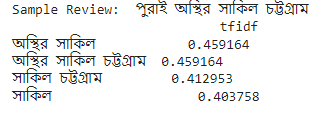 Sample Review: পুরাই অস্থির সাকিল চট্টগ্রাম
tfidf
অস্থির সাকিল 0.459164
অস্থির সাকিল চট্টগ্রাম 0.459164
সাকিল চট্টগ্রাম 0.412953
সাকিল 0.403758